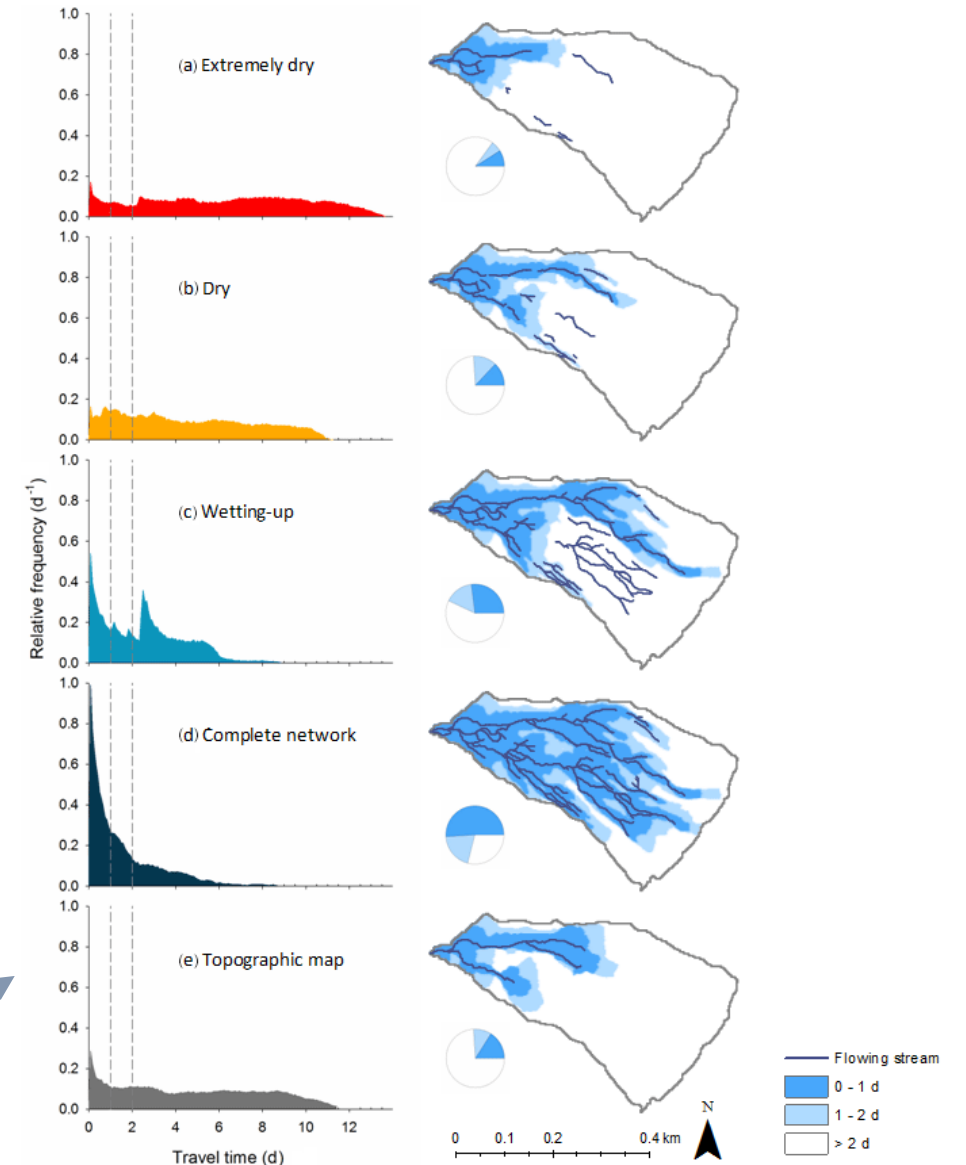 1.0
0.8
(a) Extremely dry
0.6
0.4
0.2
0.0
1.0
0.8
(b) Dry
0.6
0.4
0.2
0.0
1.0
0.8
(c) Wetting-up
0.6
0.4
0.2
0.0
1.0
0.8
(d) Complete network
0.6
0.4
0.2
0.0
1.0
0.8
(e) Topographic map
0.6
0.4
0.2
0.0
0 2 4 6 8 10 12
Travel time (d)
Relative frequency (d⁻¹)
N
0 0.1 0.2 0.4 km
Flowing stream
0 - 1 d
1 - 2 d
> 2 d